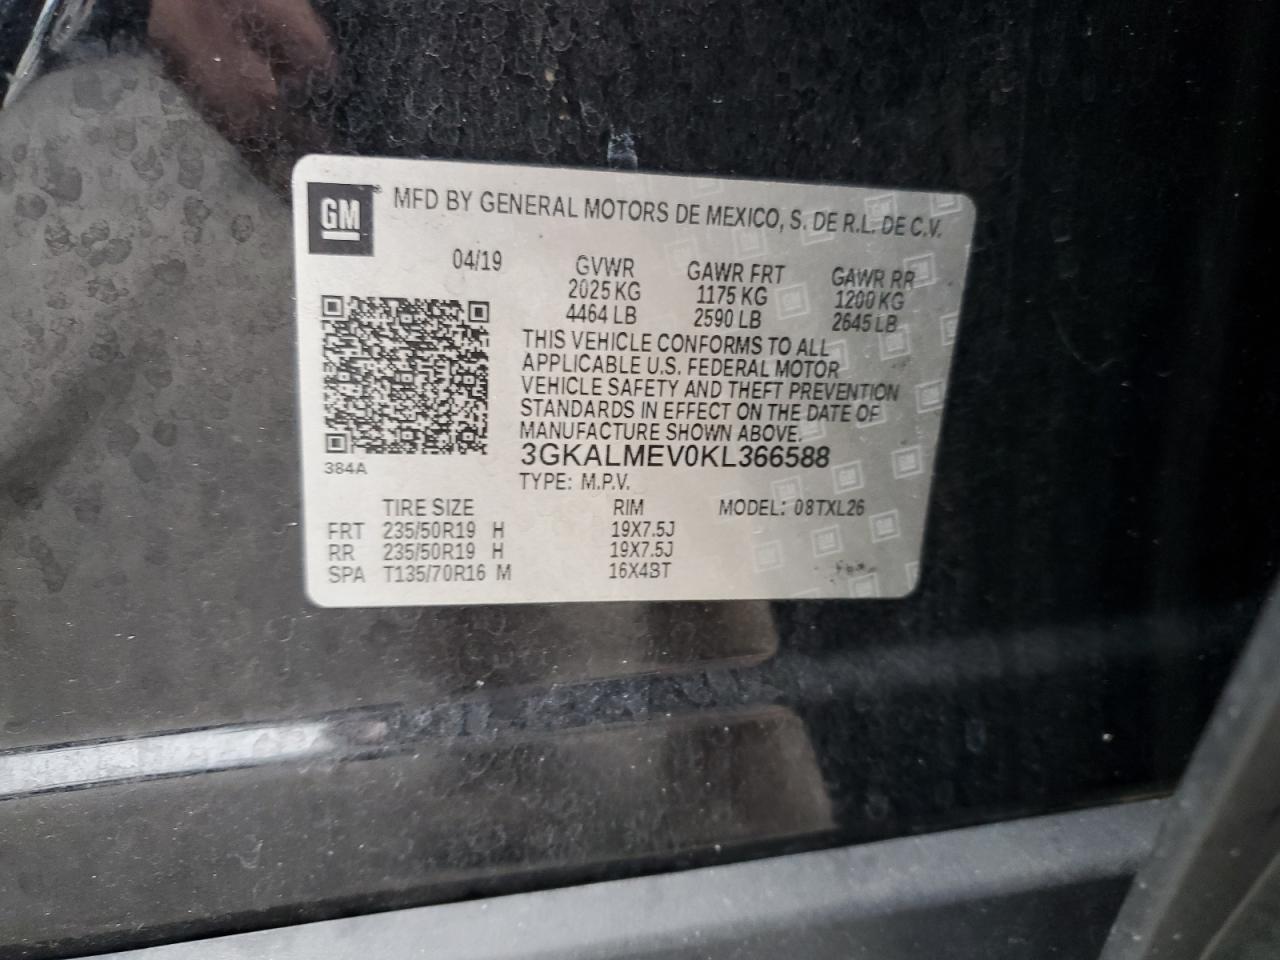 GM
MFD BY GENERAL MOTORS DE MEXICO, S. DE R.L. DE C.V.
04/19 GVWR GAWR FRT GAWR RR
2025 KG 1175 KG 1200 KG
4464 LB 2590 LB 2645 LB
THIS VEHICLE CONFORMS TO ALL
APPLICABLE U.S. FEDERAL MOTOR
VEHICLE SAFETY AND THEFT PREVENTION
STANDARDS IN EFFECT ON THE DATE OF
MANUFACTURE SHOWN ABOVE.
3GKALMEV0KL366588
384A
TYPE: M.P.V.
TIRE SIZE RIM MODEL: 08TXL26
FRT 235/50R19 H 19X7.5J
RR 235/50R19 H 19X7.5J
SPA T135/70R16 M 16X4BT